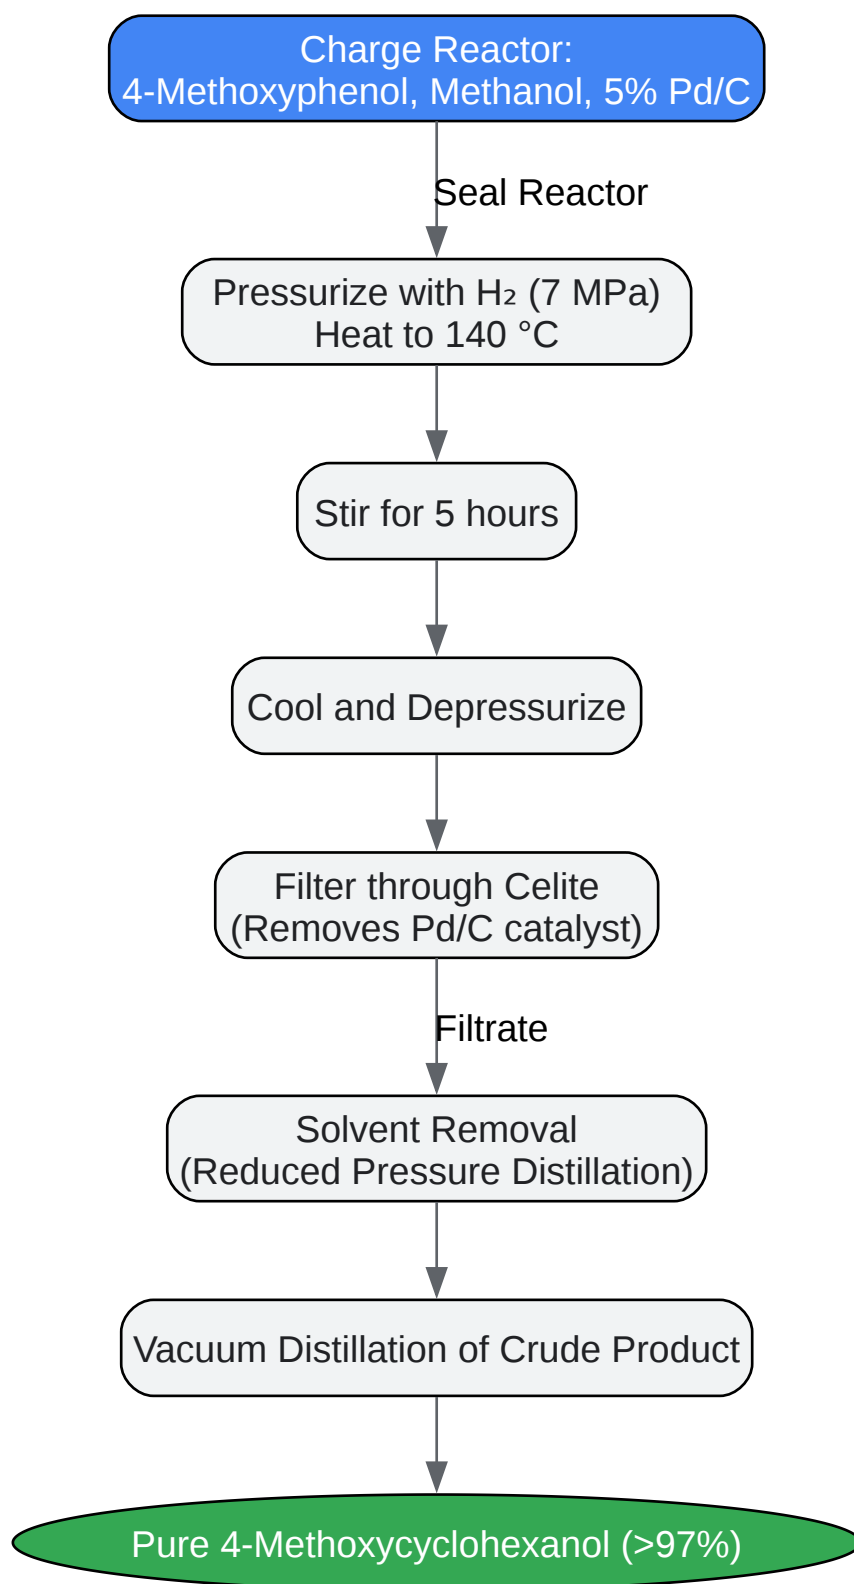 Charge Reactor:
4-Methoxyphenol, Methanol, 5% Pd/C
Seal Reactor
Pressurize with H₂ (7 MPa)
Heat to 140 °C
Stir for 5 hours
Cool and Depressurize
Filter through Celite
(Removes Pd/C catalyst)
Filtrate
Solvent Removal
(Reduced Pressure Distillation)
Vacuum Distillation of Crude Product
Pure 4-Methoxycyclohexanol (>97%)